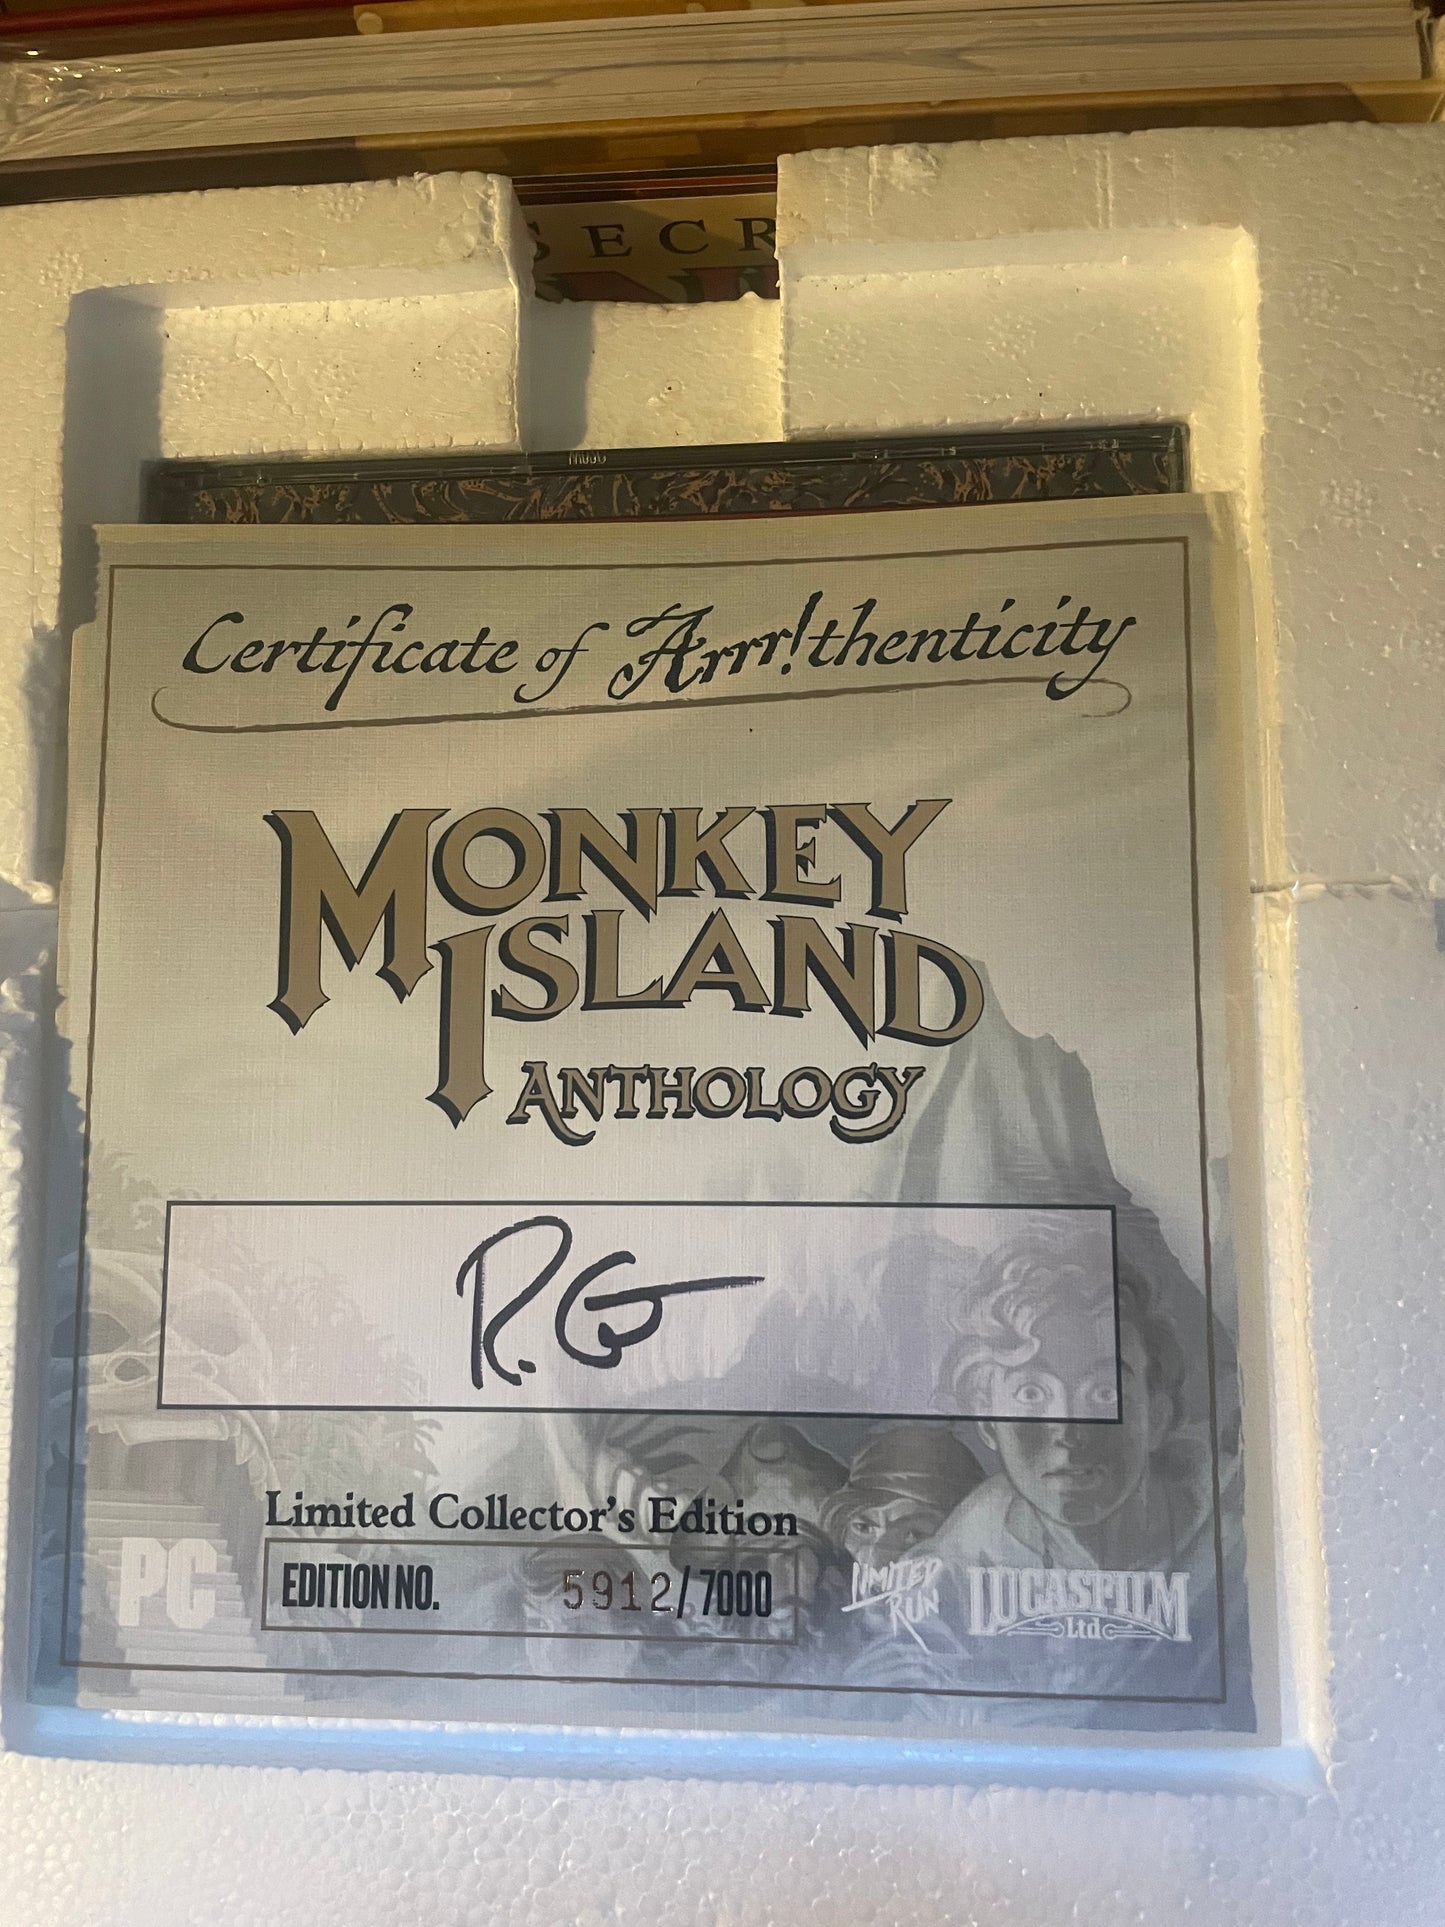 SECR
MUSIC
Certificate of Arrr!thenticity
MONKEY
ISLAND
ANTHOLOGY
R.G
Limited Collector's Edition
PC
EDITION NO. 5912/7000
LIMITED
RUN
LUCASFILM
Ltd